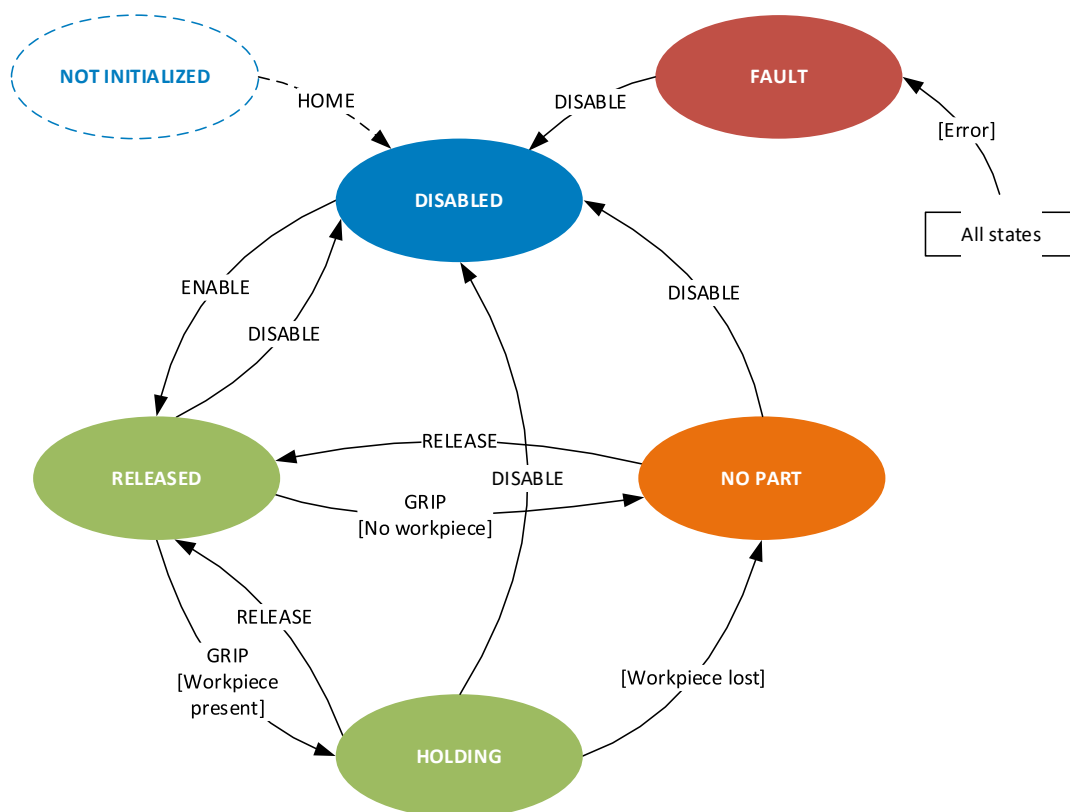 NOT INITIALIZED
FAULT
HOME
DISABLE
[Error]
DISABLED
All states
ENABLE
DISABLE
DISABLE
RELEASE
RELEASED
DISABLE
NO PART
GRIP
[No workpiece]
RELEASE
GRIP
[Workpiece
present]
[Workpiece lost]
HOLDING